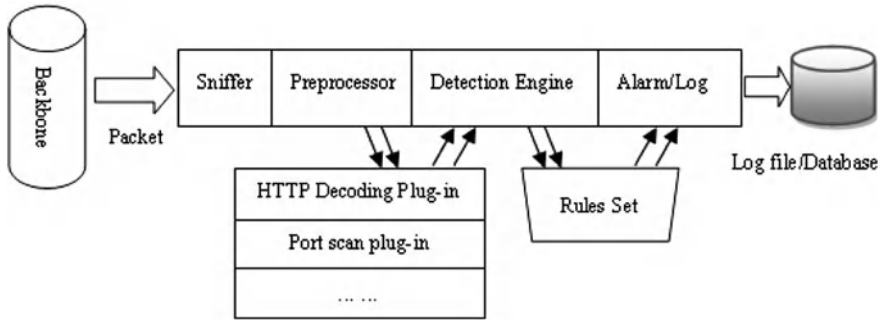 Backbone
Packet
Sniffer
Preprocessor
Detection Engine
Alarm/Log
Log file/Database
HTTP Decoding Plug-in
Port scan plug-in
... ...
Rules Set